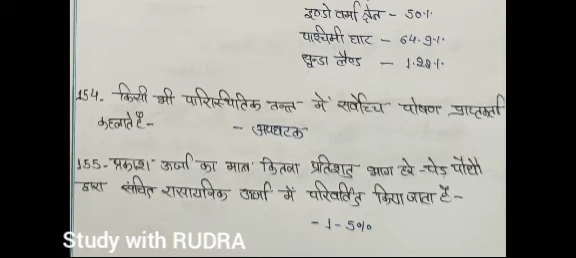 इण्डो वर्मा क्षेत्र - 50%
पाश्चिमी घाट - 64.9%
सुन्डा लैण्ड - 1.28%
154. किसी भी पारिस्थितिक तन्त्र में सर्वोच्च पोषण प्राप्तकर्ता
कहलाते हैं-
- अपघटक
155- प्रकाश ऊर्जा का मात्र कितना प्रतिशत भाग हरे पेड़ पौधों
द्वारा संचित रासायनिक ऊर्जा में परिवर्तित किया जाता है-
- 1-5%
Study with RUDRA